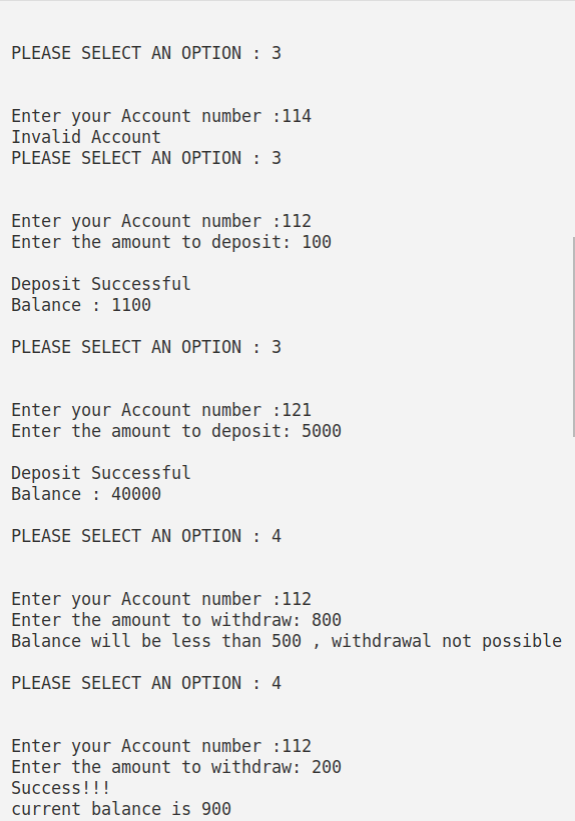 PLEASE SELECT AN OPTION : 3
Enter your Account number :114
Invalid Account
PLEASE SELECT AN OPTION : 3
Enter your Account number :112
Enter the amount to deposit: 100
Deposit Successful
Balance : 1100
PLEASE SELECT AN OPTION : 3
Enter your Account number :121
Enter the amount to deposit: 5000
Deposit Successful
Balance : 40000
PLEASE SELECT AN OPTION : 4
Enter your Account number :112
Enter the amount to withdraw: 800
Balance will be less than 500 , withdrawal not possible
PLEASE SELECT AN OPTION : 4
Enter your Account number :112
Enter the amount to withdraw: 200
Success!!!
current balance is 900